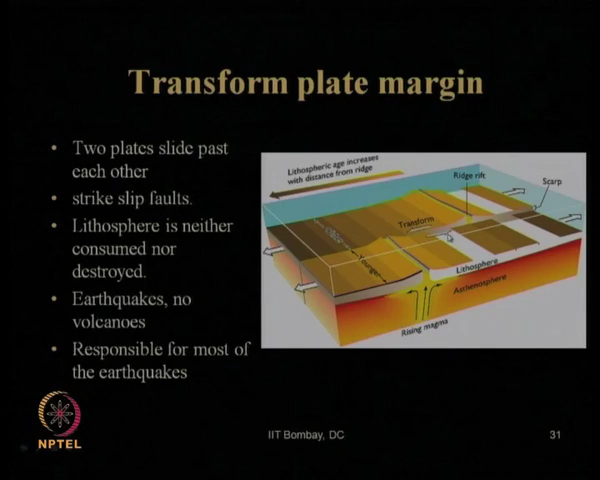 Transform plate margin
• Two plates slide past
each other
• strike slip faults.
• Lithosphere is neither
consumed nor
destroyed.
• Earthquakes, no
volcanoes
• Responsible for most of
the earthquakes
Lithospheric age increases
with distance from ridge
Ridge rift
Scarp
Transform
Younger
Lithosphere
Asthenosphere
Rising magma
NPTEL
IIT Bombay, DC
31